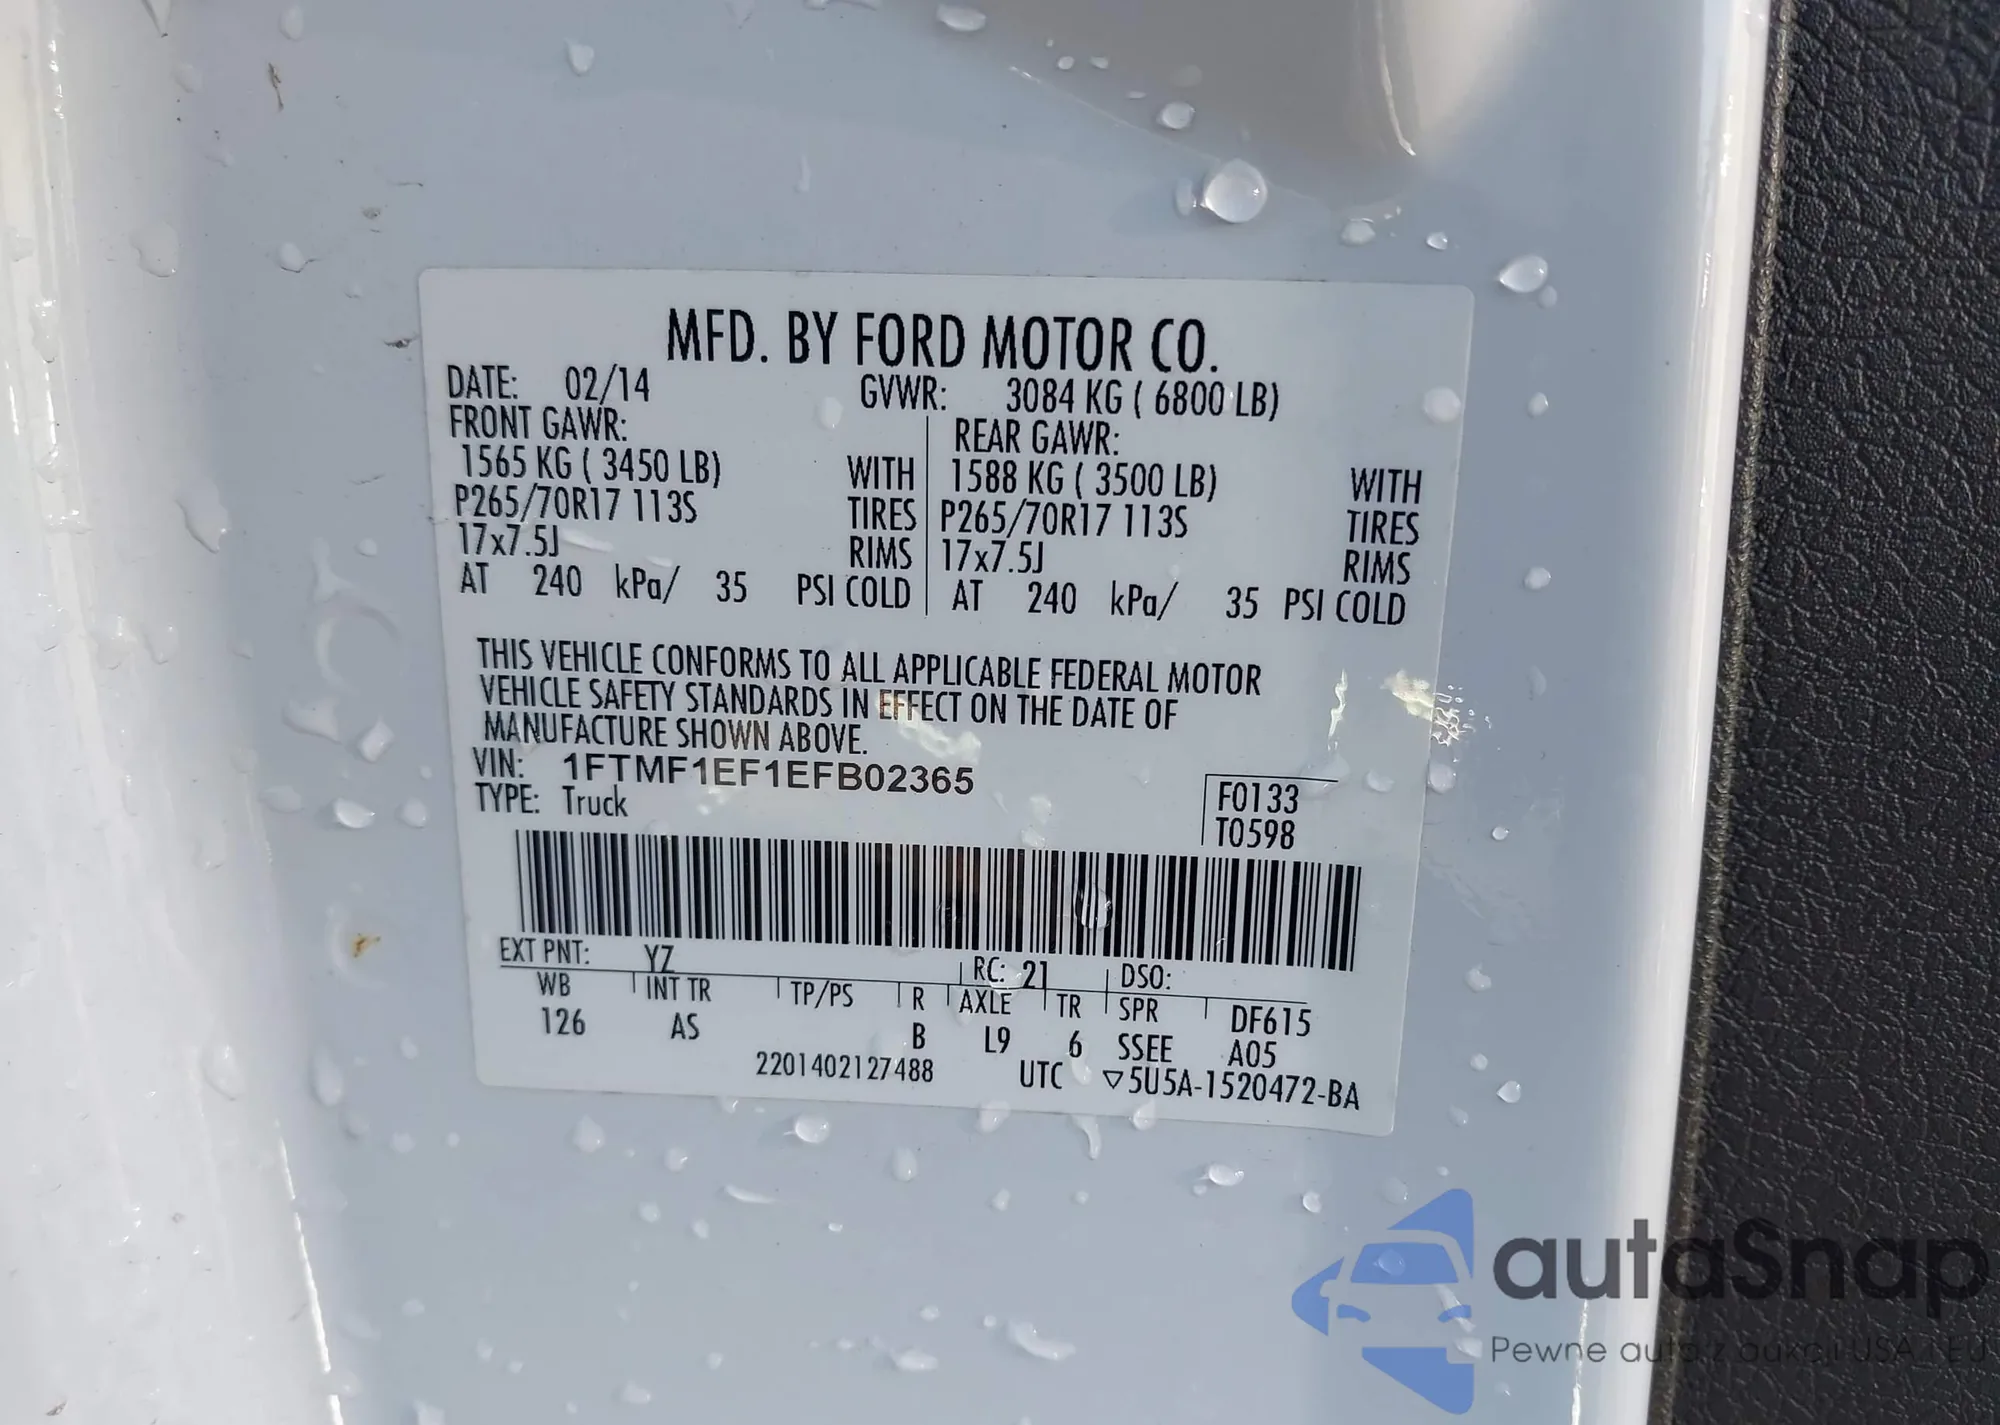 MFD. BY FORD MOTOR CO.
DATE: 02/14 GVWR: 3084 KG ( 6800 LB)
FRONT GAWR: REAR GAWR:
1565 KG ( 3450 LB) WITH 1588 KG ( 3500 LB) WITH
P265/70R17 113S TIRES P265/70R17 113S TIRES
17x7.5J RIMS 17x7.5J RIMS
AT 240 kPa/ 35 PSI COLD AT 240 kPa/ 35 PSI COLD
THIS VEHICLE CONFORMS TO ALL APPLICABLE FEDERAL MOTOR
VEHICLE SAFETY STANDARDS IN EFFECT ON THE DATE OF
MANUFACTURE SHOWN ABOVE.
VIN: 1FTMF1EF1EFB02365
TYPE: Truck
F0133
T0598
EXT PNT: YZ RC: 21 DSO:
WB INT TR TP/PS R AXLE TR SPR DF615
126 AS B L9 6 SSEE A05
2201402127488 UTC ▽5U5A-1520472-BA
autaSnap
Pewne auta z aukcji USA i EU